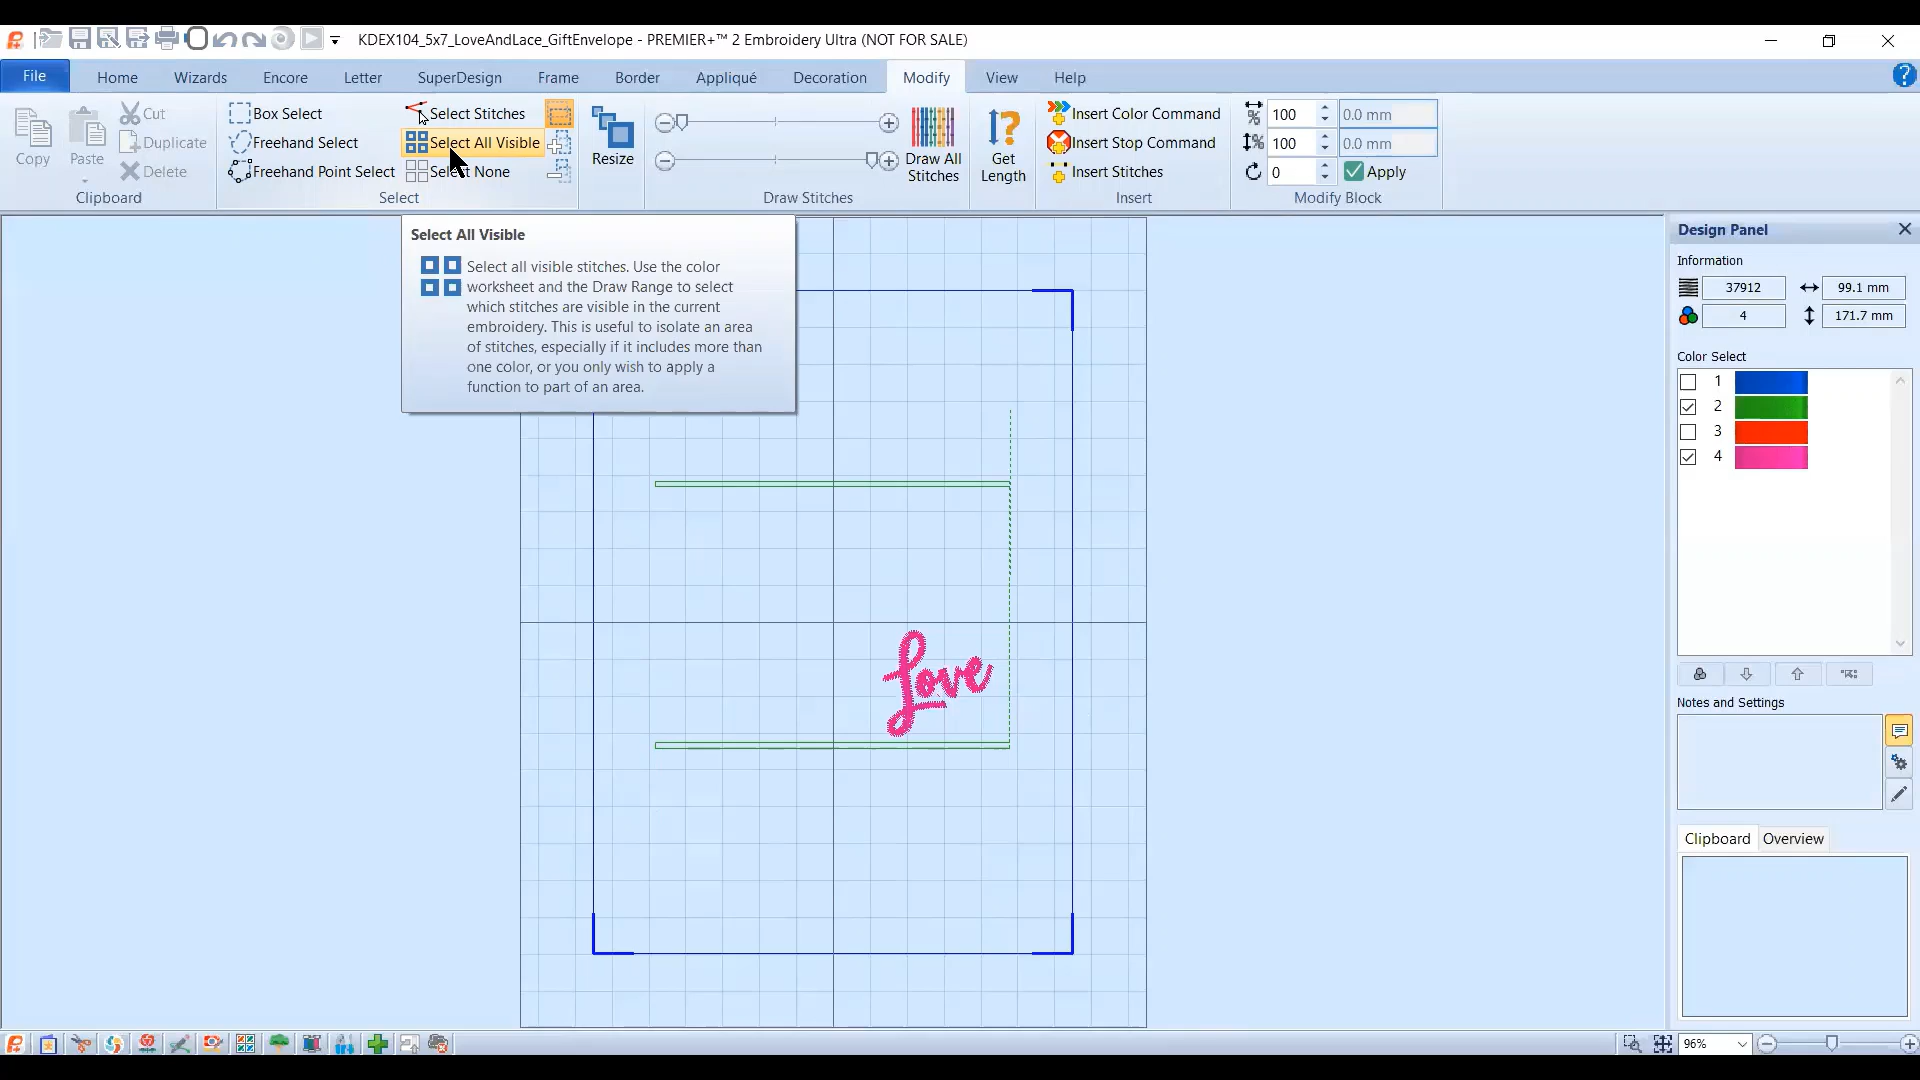 KDEX104_5x7_LoveAndLace_GiftEnvelope - PREMIER+™ 2 Embroidery Ultra (NOT FOR SALE)
File Home Wizards Encore Letter SuperDesign Frame Border Appliqué Decoration Modify View Help
Copy
Paste
Cut
Duplicate
Delete
Clipboard
Box Select
Freehand Select
Freehand Point Select
Select Stitches
Select All Visible
Select None
Select
Resize
Draw All
Stitches
Draw Stitches
Get
Length
Insert Color Command
Insert Stop Command
Insert Stitches
Insert
100 0.0 mm
100 0.0 mm
0 Apply
Modify Block
Select All Visible
Select all visible stitches. Use the color
worksheet and the Draw Range to select
which stitches are visible in the current
embroidery. This is useful to isolate an area
of stitches, especially if it includes more than
one color, or you only wish to apply a
function to part of an area.
Love
Design Panel
Information
37912 99.1 mm
4 171.7 mm
Color Select
1
2
3
4
Notes and Settings
Clipboard Overview
96%